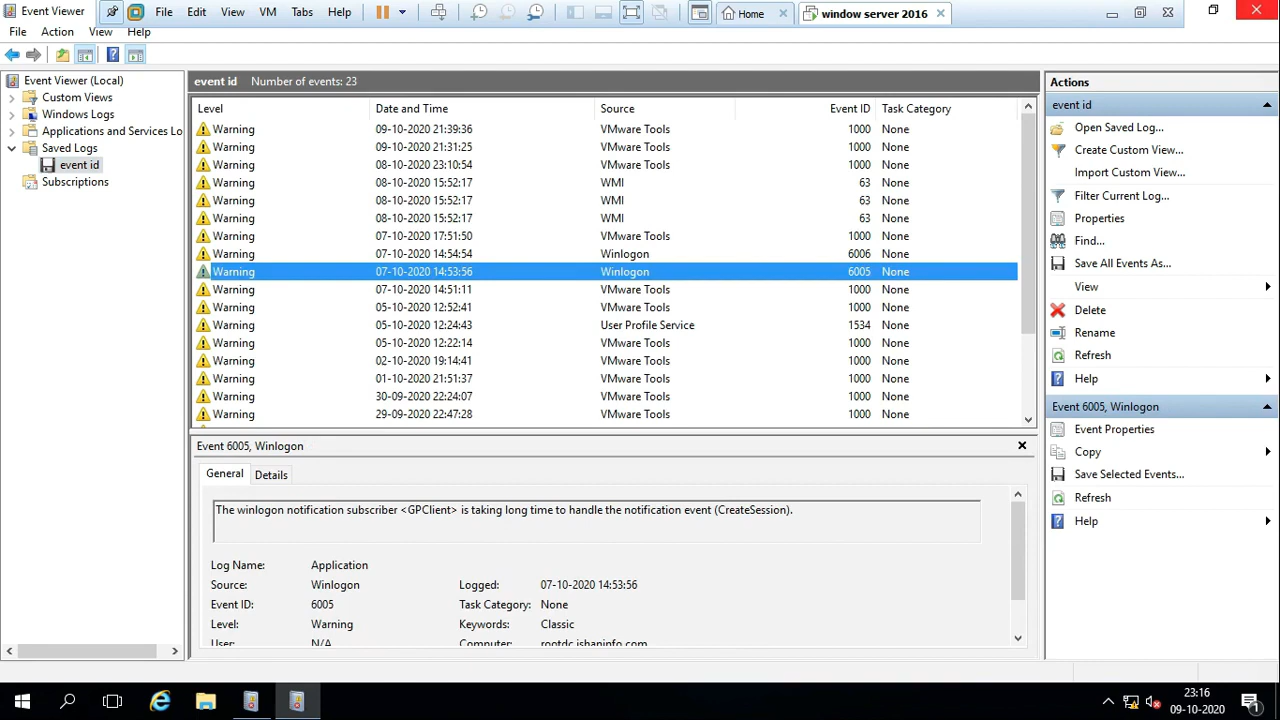 Event Viewer File Edit View VM Tabs Help Home window server 2016
File Action View Help
Event Viewer (Local)
Custom Views
Windows Logs
Applications and Services Lo
Saved Logs
event id
Subscriptions
event id Number of events: 23
Level Date and Time Source Event ID Task Category
Warning 09-10-2020 21:39:36 VMware Tools 1000 None
Warning 09-10-2020 21:31:25 VMware Tools 1000 None
Warning 08-10-2020 23:10:54 VMware Tools 1000 None
Warning 08-10-2020 15:52:17 WMI 63 None
Warning 08-10-2020 15:52:17 WMI 63 None
Warning 08-10-2020 15:52:17 WMI 63 None
Warning 07-10-2020 17:51:50 VMware Tools 1000 None
Warning 07-10-2020 14:54:54 Winlogon 6006 None
Warning 07-10-2020 14:53:56 Winlogon 6005 None
Warning 07-10-2020 14:51:11 VMware Tools 1000 None
Warning 05-10-2020 12:52:41 VMware Tools 1000 None
Warning 05-10-2020 12:24:43 User Profile Service 1534 None
Warning 05-10-2020 12:22:14 VMware Tools 1000 None
Warning 02-10-2020 19:14:41 VMware Tools 1000 None
Warning 01-10-2020 21:51:37 VMware Tools 1000 None
Warning 30-09-2020 22:24:07 VMware Tools 1000 None
Warning 29-09-2020 22:47:28 VMware Tools 1000 None
Event 6005, Winlogon
General Details
The winlogon notification subscriber <GPClient> is taking long time to handle the notification event (CreateSession).
Log Name: Application
Source: Winlogon Logged: 07-10-2020 14:53:56
Event ID: 6005 Task Category: None
Level: Warning Keywords: Classic
User: N/A Computer: rootdc.ishaninfo.com
Actions
event id
Open Saved Log...
Create Custom View...
Import Custom View...
Filter Current Log...
Properties
Find...
Save All Events As...
View
Delete
Rename
Refresh
Help
Event 6005, Winlogon
Event Properties
Copy
Save Selected Events...
Refresh
Help
23:16
09-10-2020
1